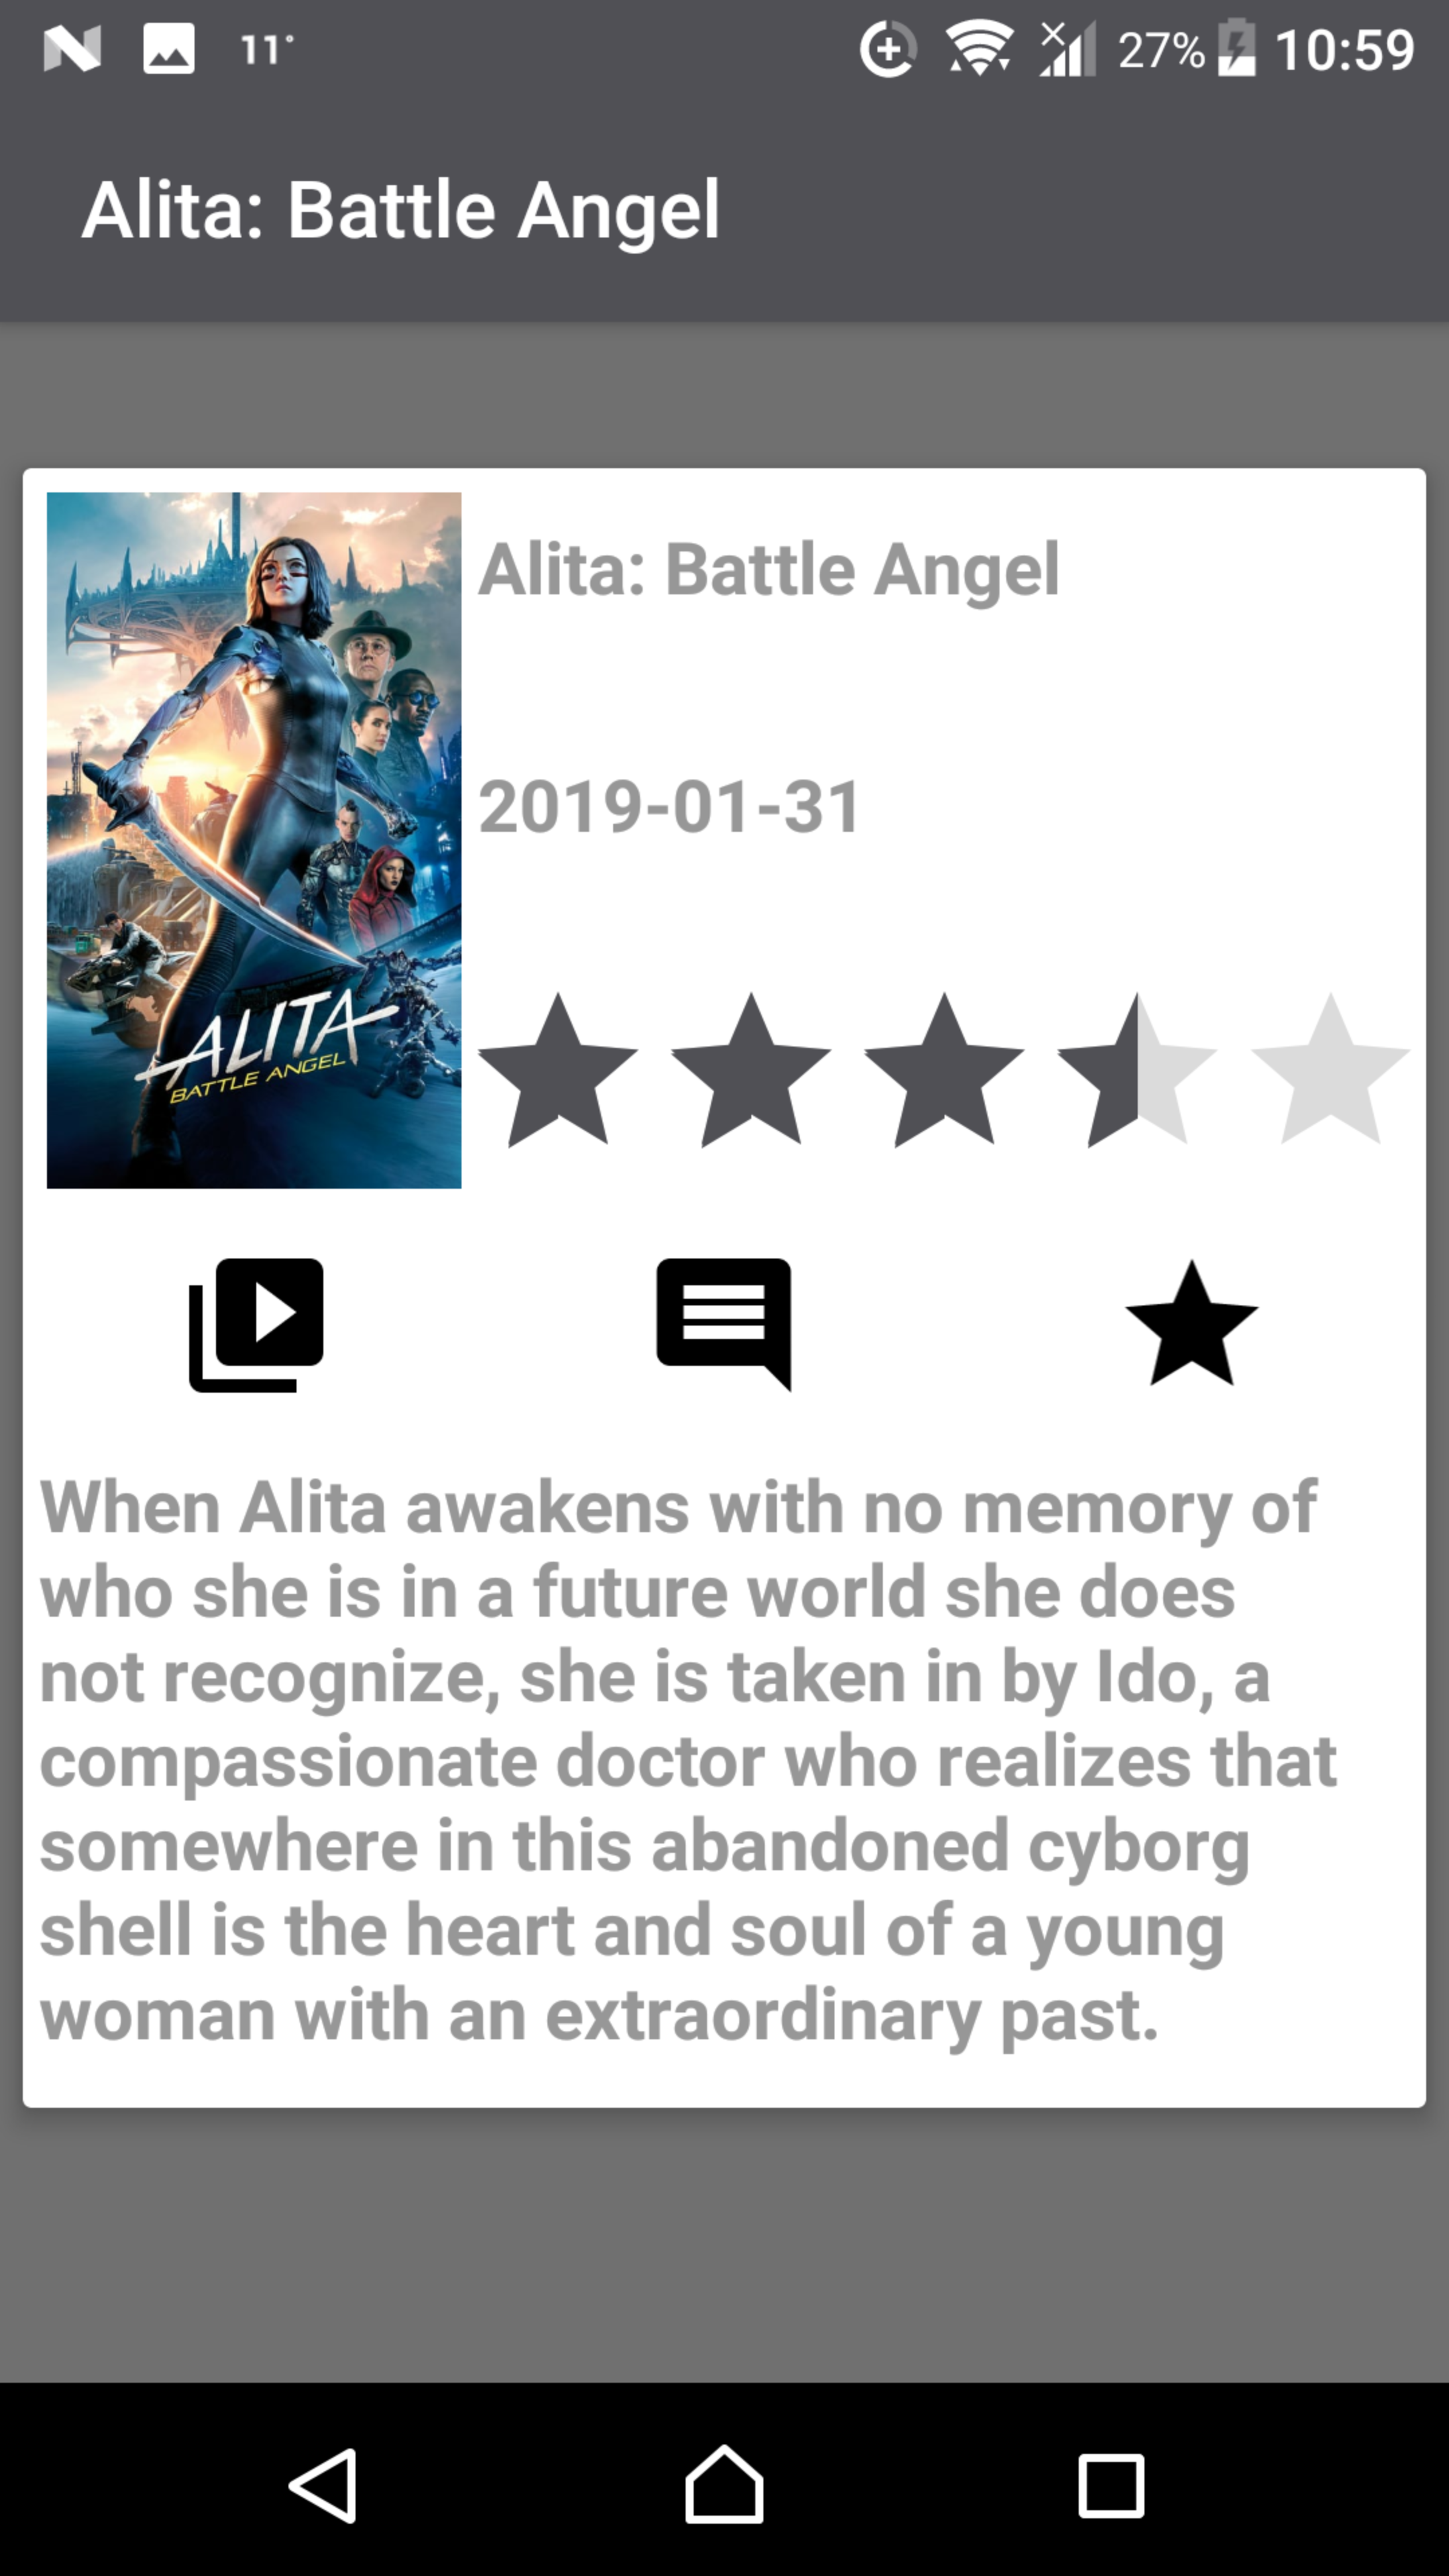 11°
27%
10:59
Alita: Battle Angel
Alita: Battle Angel
2019-01-31
ALITA
BATTLE ANGEL
When Alita awakens with no memory of
who she is in a future world she does
not recognize, she is taken in by Ido, a
compassionate doctor who realizes that
somewhere in this abandoned cyborg
shell is the heart and soul of a young
woman with an extraordinary past.